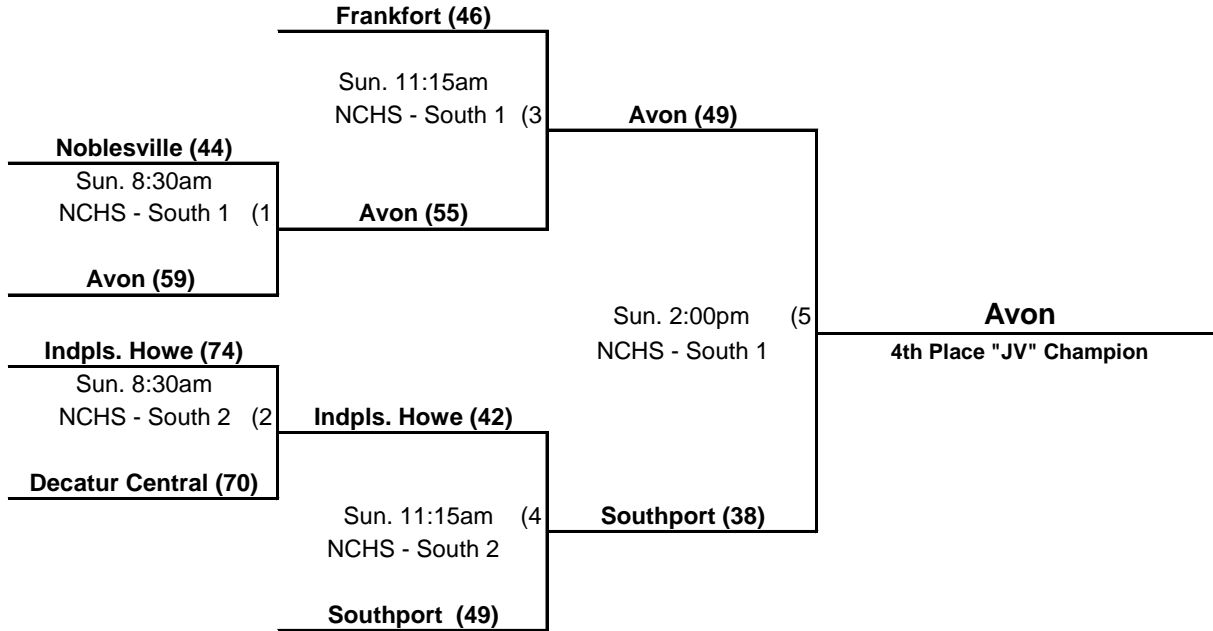 Frankfort (46)
Sun. 11:15am
NCHS - South 1 (3
Avon (49)
Noblesville (44)
Sun. 8:30am
NCHS - South 1 (1
Avon (55)
Avon (59)
Sun. 2:00pm (5
NCHS - South 1
Avon
4th Place "JV" Champion
Indpls. Howe (74)
Sun. 8:30am
NCHS - South 2 (2
Indpls. Howe (42)
Decatur Central (70)
Sun. 11:15am (4
NCHS - South 2
Southport (38)
Southport (49)